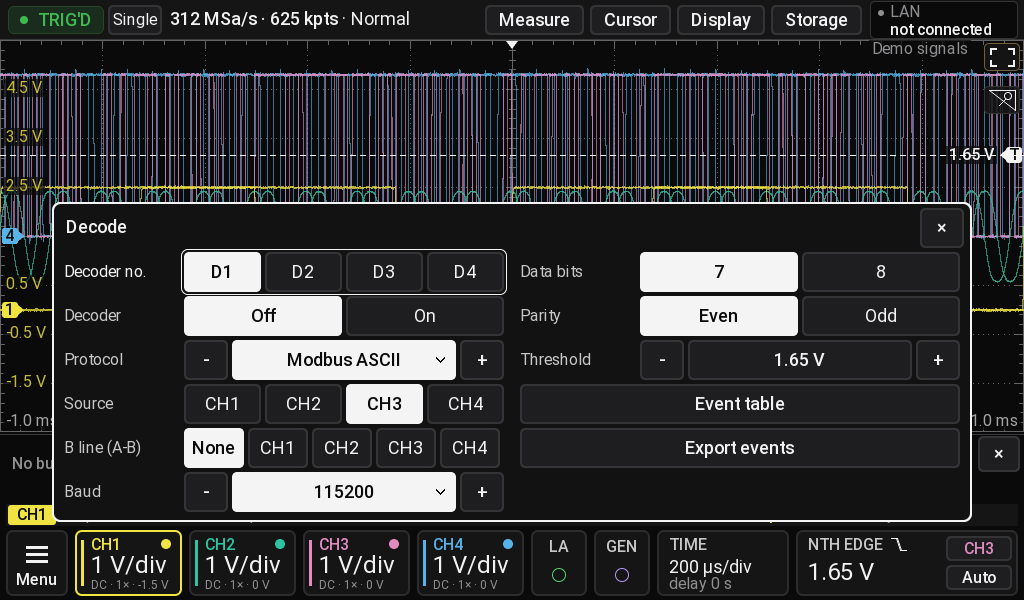 TRIG'D Single 312 MSa/s · 625 kpts · Normal Measure Cursor Display Storage LAN
not connected
Demo signals
4.5 V
3.5 V
1.65 V T
2.5 V
4
Decode ×
Decoder no. D1 D2 D3 D4 Data bits 7 8
0.5 V
1
Decoder Off On Parity Even Odd
-0.5 V
Protocol - Modbus ASCII + Threshold - 1.65 V +
-1.5 V
Source CH1 CH2 CH3 CH4 Event table
-1.0 ms 1.0 ms
B line (A-B) None CH1 CH2 CH3 CH4 Export events
×
No bu
Baud - 115200 +
CH1
Menu
CH1
1 V/div
DC · 1× · -1.5 V
CH2
1 V/div
DC · 1× · 0 V
CH3
1 V/div
DC · 1× · 0 V
CH4
1 V/div
DC · 1× · 0 V
LA
GEN
TIME
200 µs/div
delay 0 s
NTH EDGE
1.65 V
CH3
Auto